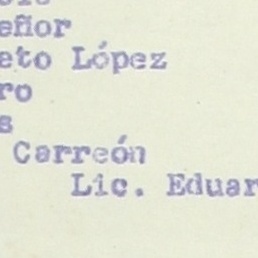 eñor
eto López
ro
s
Carreón
Lic. Eduar